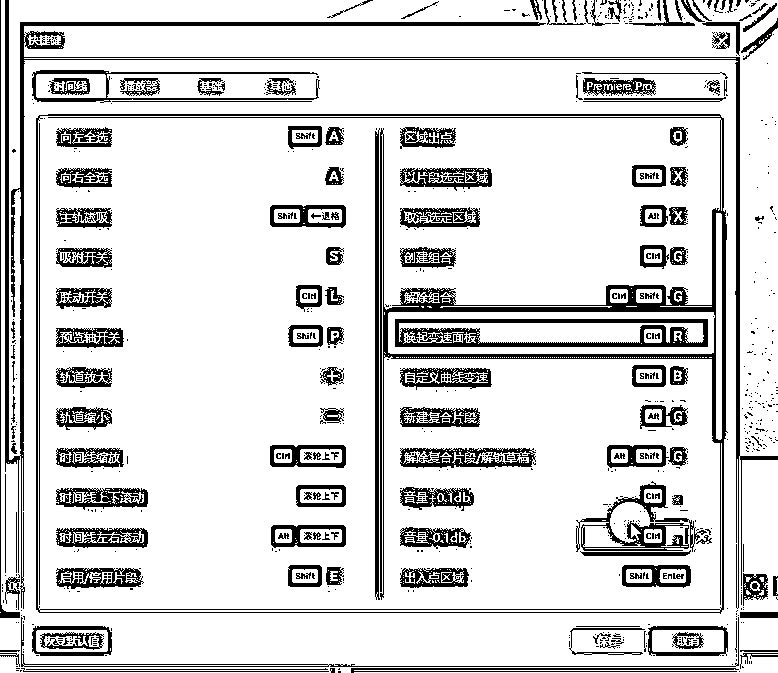 快捷键
时间线 播放器 基础 其他 Premiere Pro
向左全选 Shift A
向右全选 A
主轨磁吸 Shift ←退格
吸附开关 S
联动开关 Ctrl L
预览轴开关 Shift P
轨道放大 +
轨道缩小 -
时间线缩放 Ctrl 滚轮上下
时间线上下滚动 滚轮上下
时间线左右滚动 Alt 滚轮上下
启用/停用片段 Shift E
区域出点 O
以片段选定区域 Shift X
取消选定区域 Alt X
创建组合 Ctrl G
解除组合 Ctrl Shift G
唤起变速面板 Ctrl R
自定义曲线变速 Shift B
新建复合片段 Alt G
解除复合片段/解锁草稿 Alt Shift G
音量+0.1db Ctrl
音量-0.1db Ctrl
出入点区域 Shift Enter
恢复默认值 保存 取消